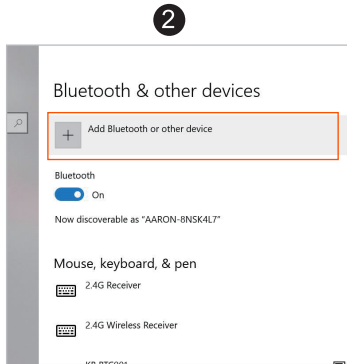 2
Bluetooth & other devices
Add Bluetooth or other device
Bluetooth
On
Now discoverable as "AARON-8NSK4L7"
Mouse, keyboard, & pen
2.4G Receiver
2.4G Wireless Receiver